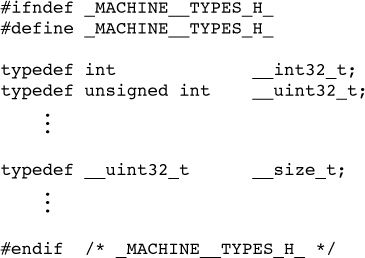 #ifndef _MACHINE__TYPES_H_
#define _MACHINE__TYPES_H_
typedef int __int32_t;
typedef unsigned int __uint32_t;
⋮
typedef __uint32_t __size_t;
⋮
#endif /* _MACHINE__TYPES_H_ */